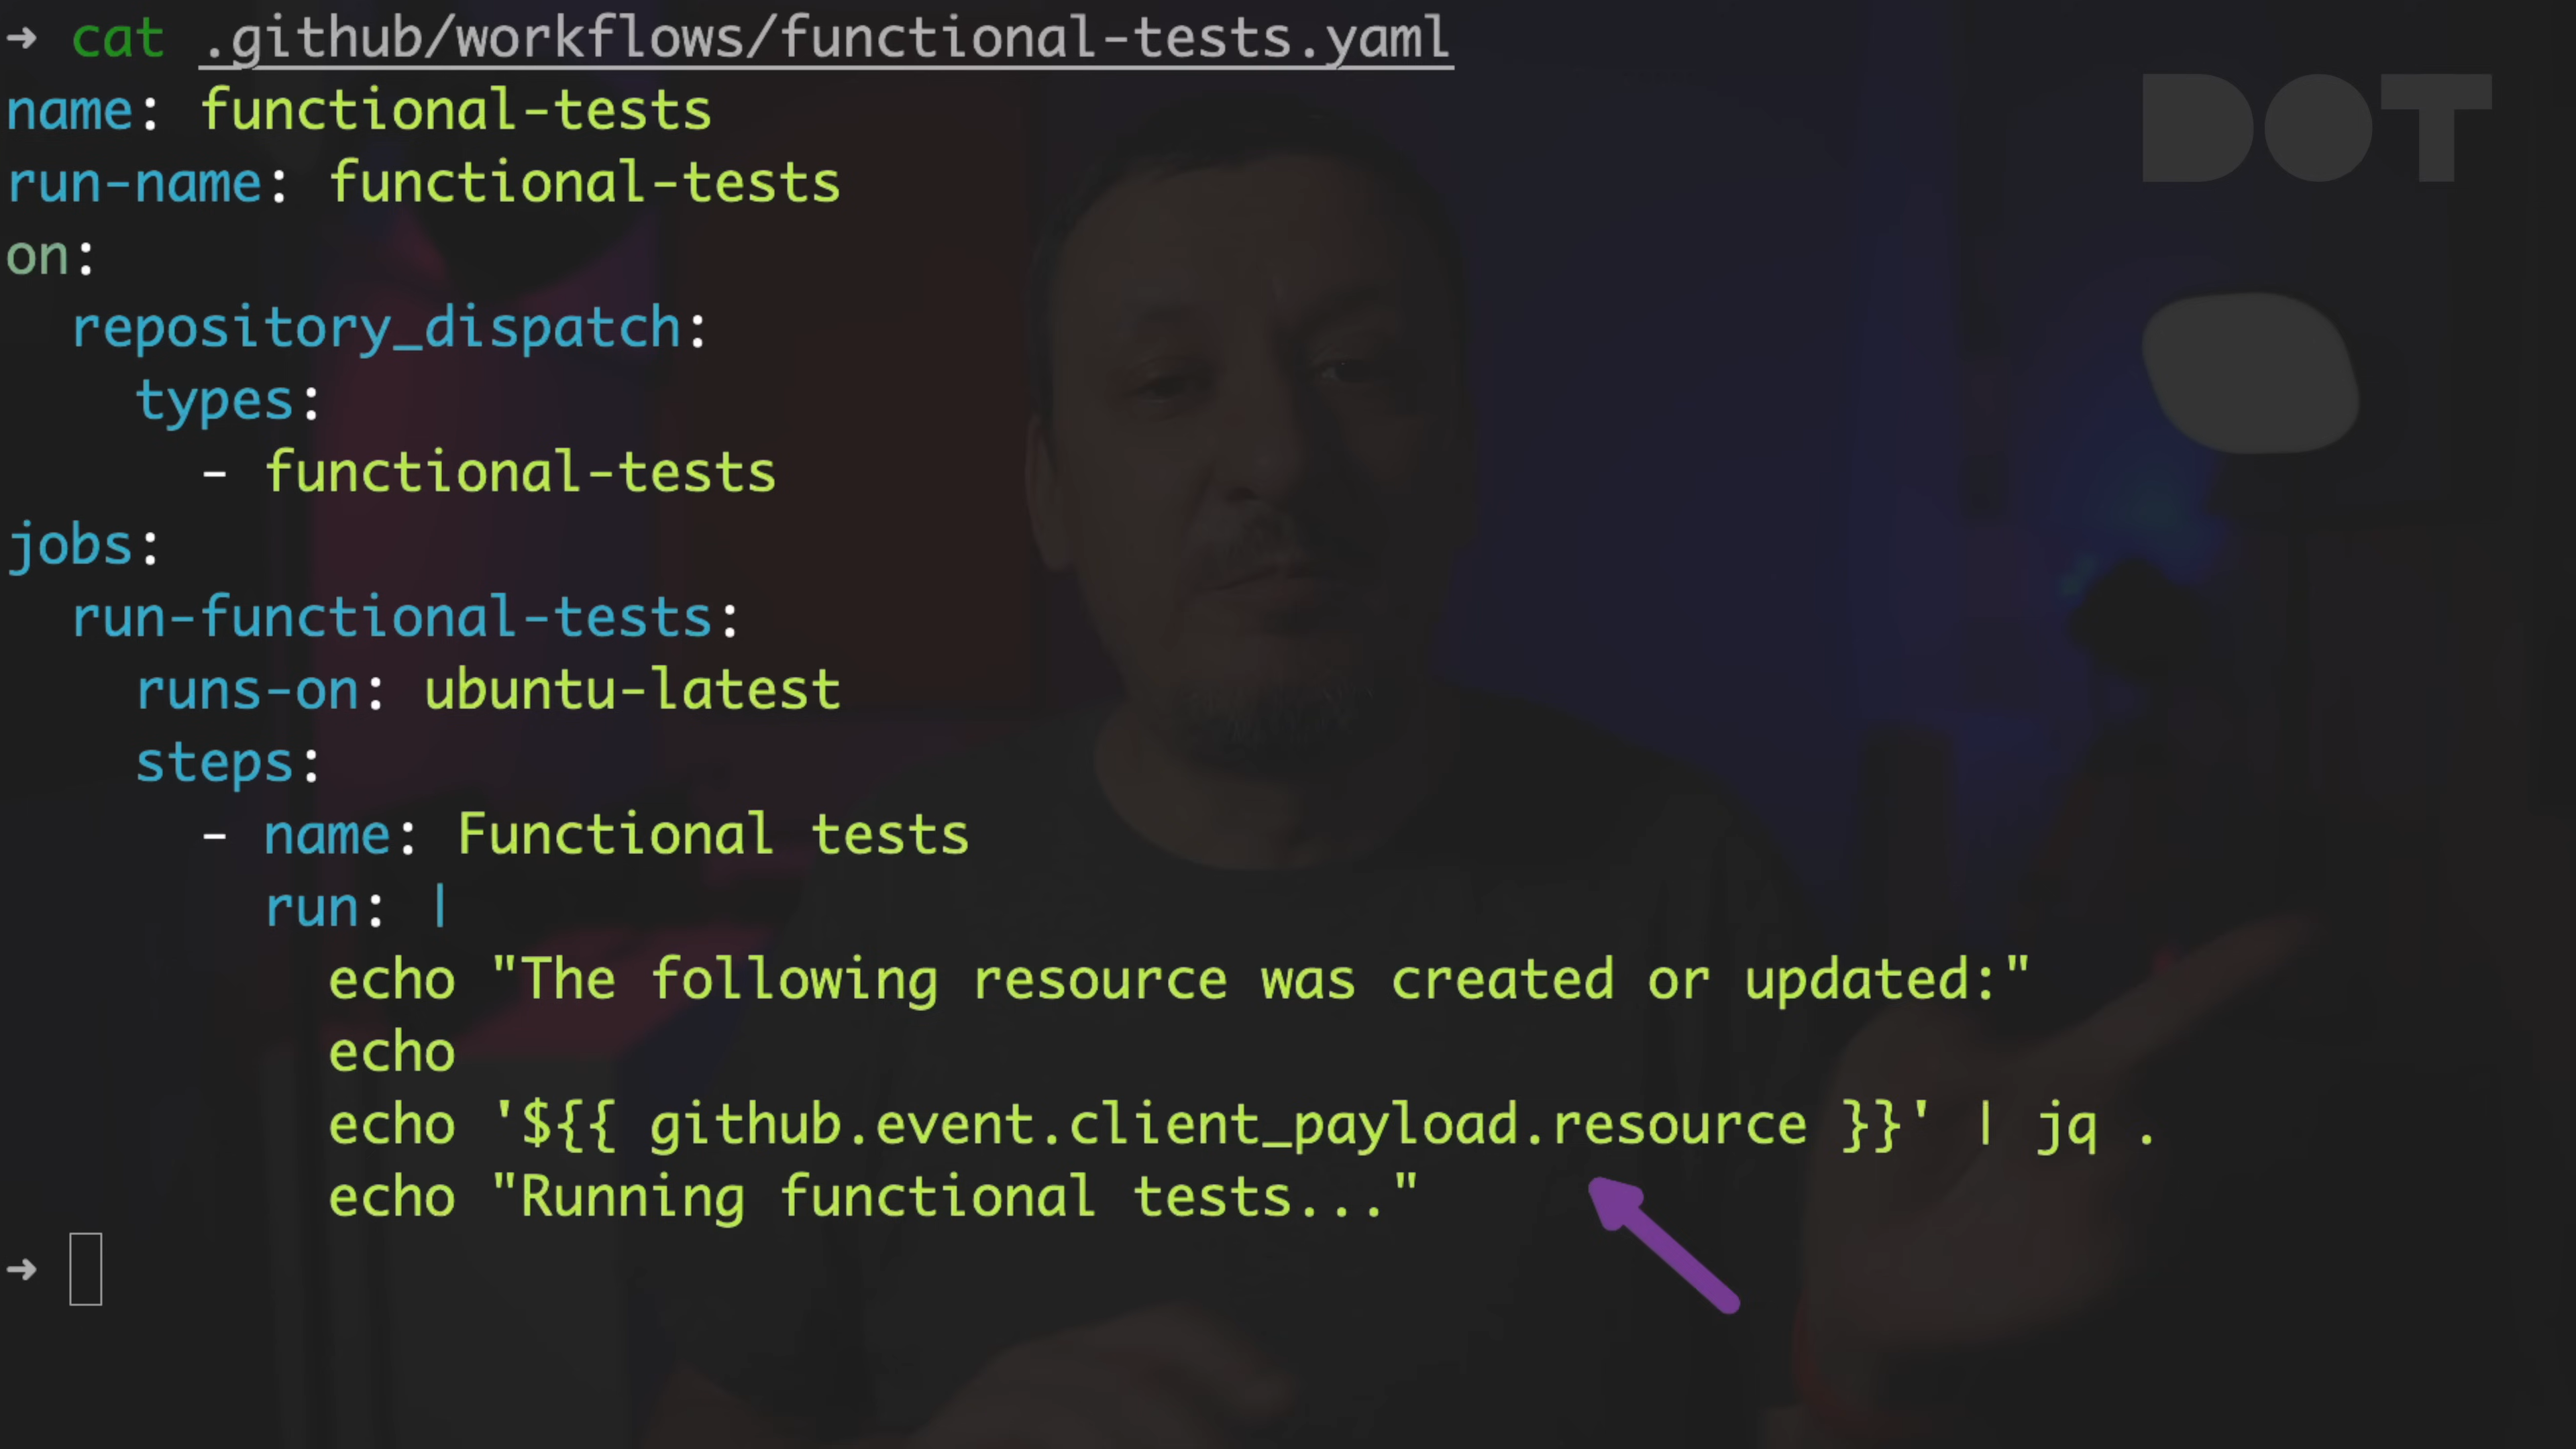 ➜ cat .github/workflows/functional-tests.yaml
name: functional-tests
run-name: functional-tests
on:
  repository_dispatch:
    types:
      - functional-tests
jobs:
  run-functional-tests:
    runs-on: ubuntu-latest
    steps:
      - name: Functional tests
        run: |
          echo "The following resource was created or updated:"
          echo
          echo '${{ github.event.client_payload.resource }}' | jq .
          echo "Running functional tests..."
➜
DOT